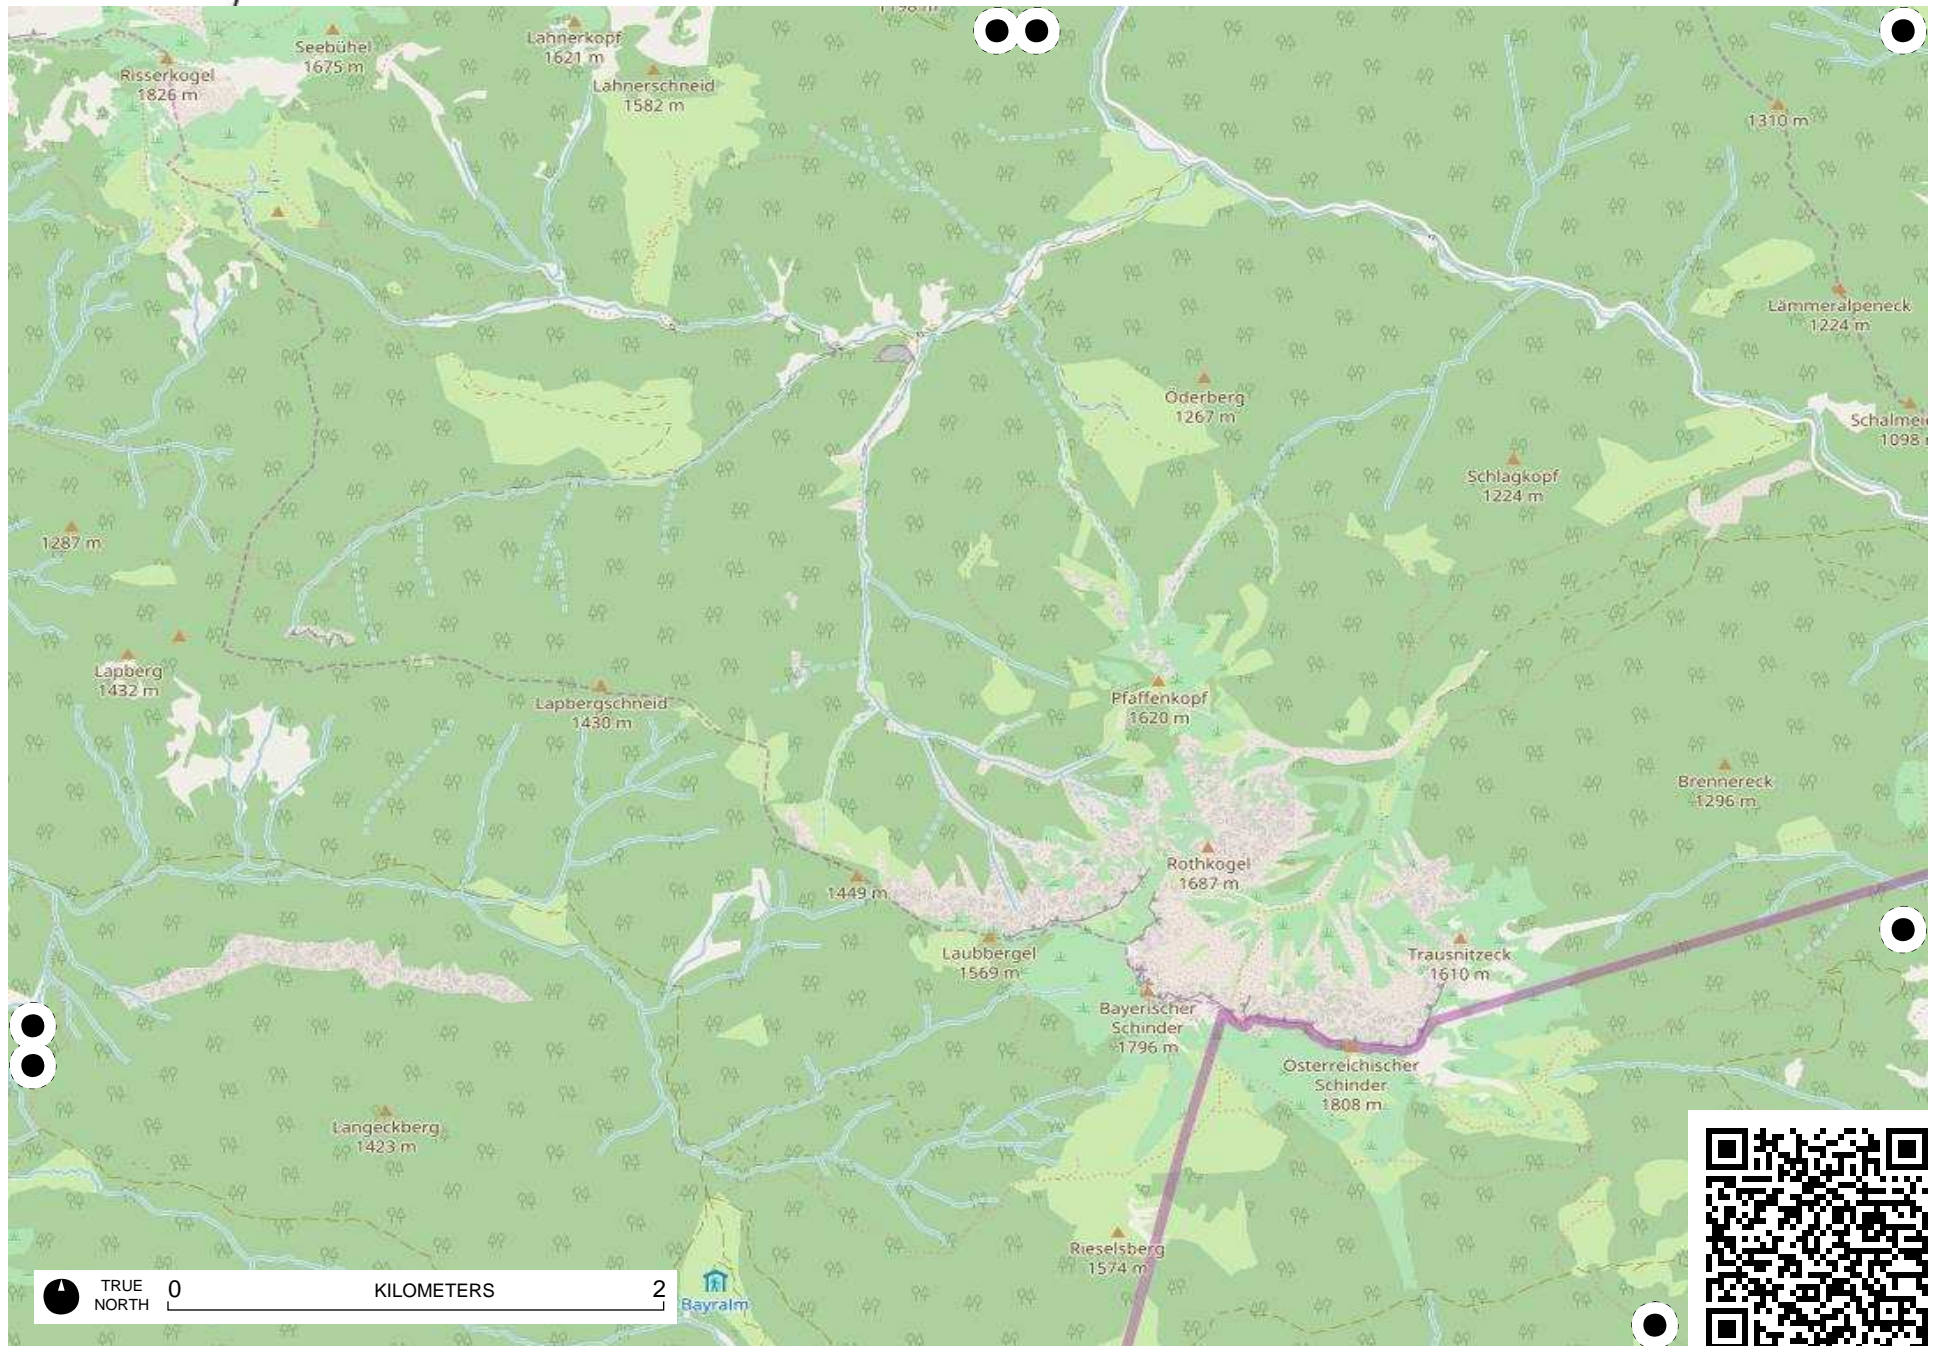 Seebühel
1675 m
Lahnerkopf
1621 m
Risserkogel
1826 m
Lahnerschneid
1582 m
1310 m
Lämmeralpeneck
1224 m
Öderberg
1267 m
Schlagkopf
1224 m
1098
1287 m
Lapberg
1432 m
Lapbergschneid
1430 m
Pfaffenkopf
1620 m
Brennereck
1296 m
Rothkogel
1687 m
1449 m
Laubbergel
1569 m
Trausnitzeck
1610 m
Bayerischer
Schinder
1796 m
Österreichischer
Schinder
1808 m
Langeckberg
1423 m
Rieselsberg
1574 m
Bayralm
TRUE
NORTH
0 KILOMETERS 2